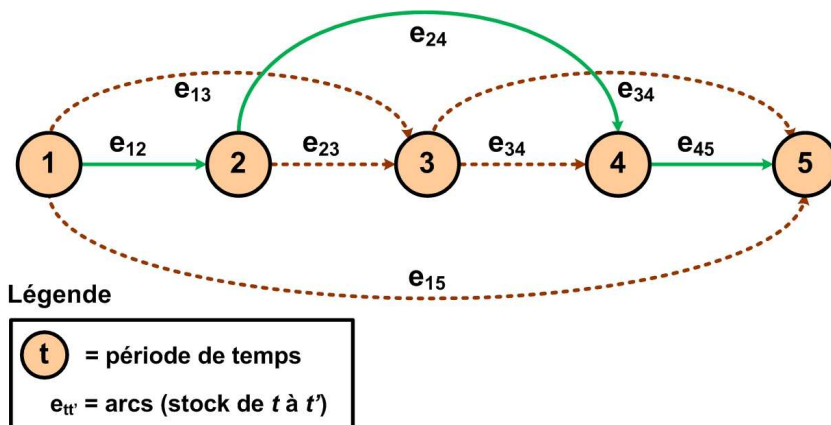 e24
e13
e34
1
e12
2
e23
3
e34
4
e45
5
e15
Légende
t = période de temps
ett' = arcs (stock de t à t')